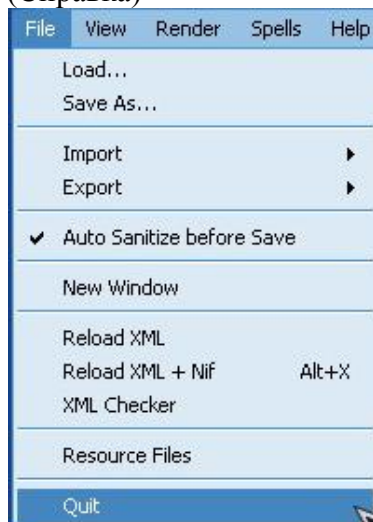 (Справка)
File View Render Spells Help
Load...
Save As...
Import
Export
Auto Sanitize before Save
New Window
Reload XML
Reload XML + Nif Alt+X
XML Checker
Resource Files
Quit